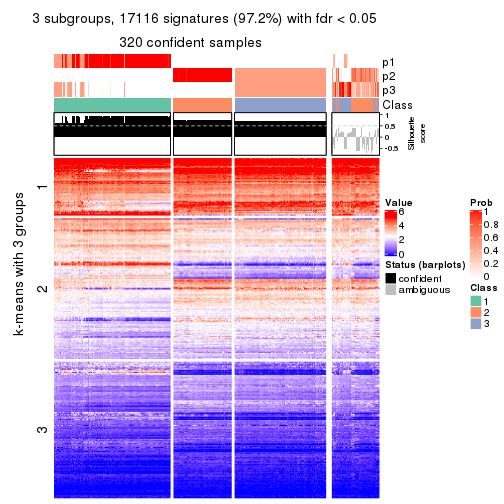 3 subgroups, 17116 signatures (97.2%) with fdr < 0.05
320 confident samples
p1
p2
p3
Class
1
0.5
0
-0.5
Silhouette
score
k-means with 3 groups
1
2
3
Value
6
4
2
0
Status (barplots)
confident
ambiguous
Prob
1
0.8
0.6
0.4
0.2
0
Class
1
2
3